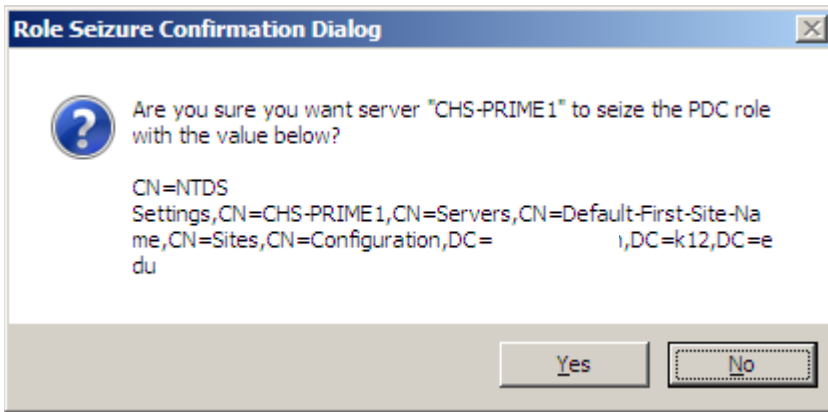 Role Seizure Confirmation Dialog
Are you sure you want server "CHS-PRIME1" to seize the PDC role
with the value below?
CN=NTDS
Settings,CN=CHS-PRIME1,CN=Servers,CN=Default-First-Site-Na
me,CN=Sites,CN=Configuration,DC= ,DC=k12,DC=e
du
Yes
No